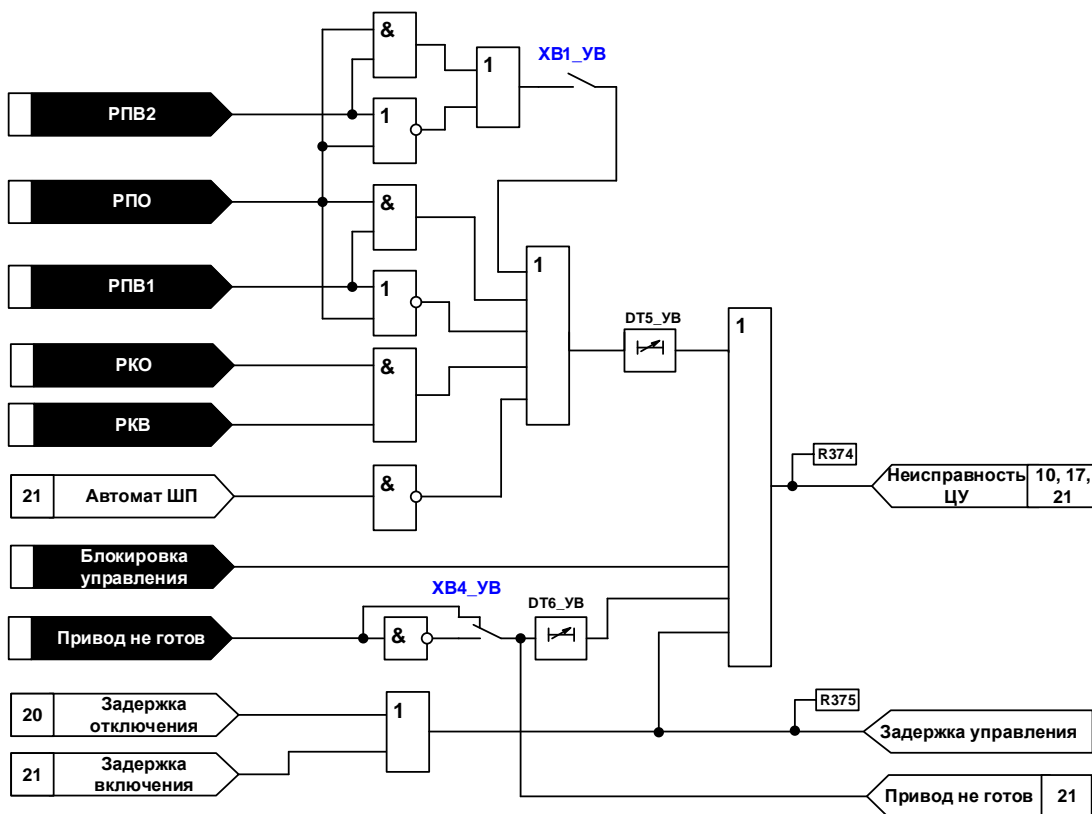 &
1
ХВ1_УВ
РПВ2
1
РПО
&
1
РПВ1
1
DT5_УВ
1
РКО
&
РКВ
R374
21 Автомат ШП
&
Неисправность
ЦУ
10, 17,
21
Блокировка
управления
ХВ4_УВ
DT6_УВ
Привод не готов
&
20
Задержка
отключения
1
R375
Задержка управления
21
Задержка
включения
Привод не готов 21